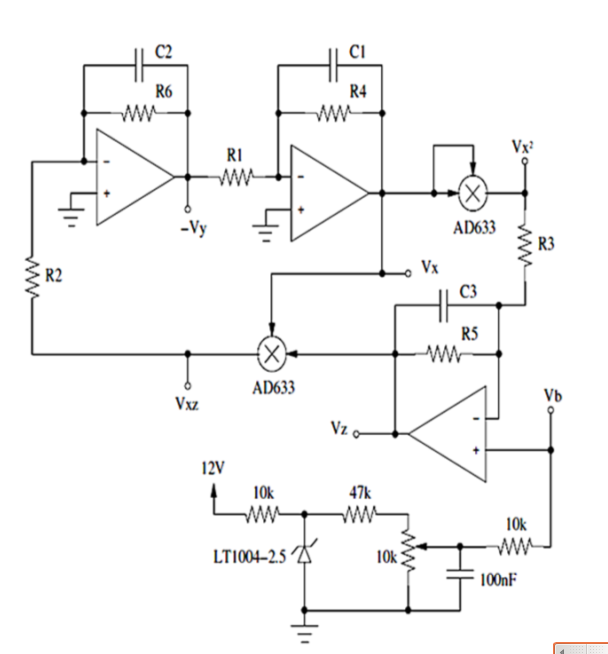 C2
C1
R6
R4
R1
Vx²
- - 
+ +
-Vy
AD633
R3
R2
Vx
C3
R5
AD633
Vxz
Vb
Vz
-
+
12V
10k
47k
10k
LT1004-2.5
10k
100nF